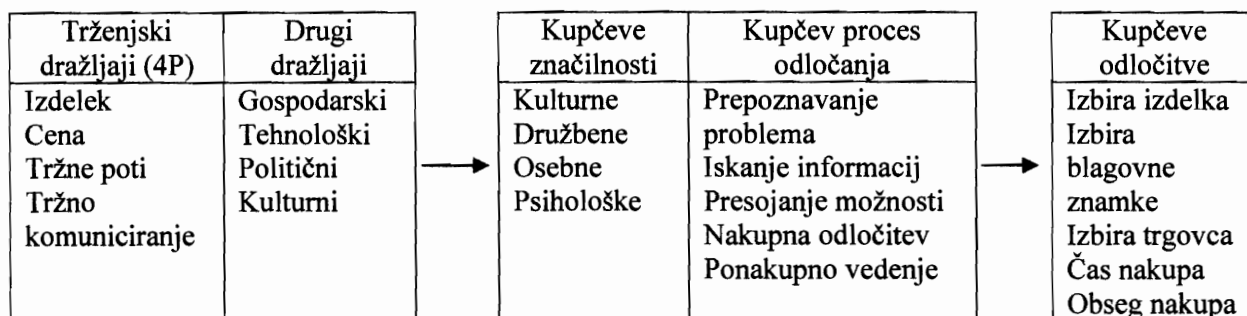 Trženjski
dražljaji (4P)
Izdelek
Cena
Tržne poti
Tržno
komuniciranje
Drugi
dražljaji
Gospodarski
Tehnološki
Politični
Kulturni
Kupčeve
značilnosti
Kulturne
Družbene
Osebne
Psihološke
Kupčev proces
odločanja
Prepoznavanje
problema
Iskanje informacij
Presojanje možnosti
Nakupna odločitev
Ponakupno vedenje
Kupčeve
odločitve
Izbira izdelka
Izbira
blagovne
znamke
Izbira trgovca
Čas nakupa
Obseg nakupa